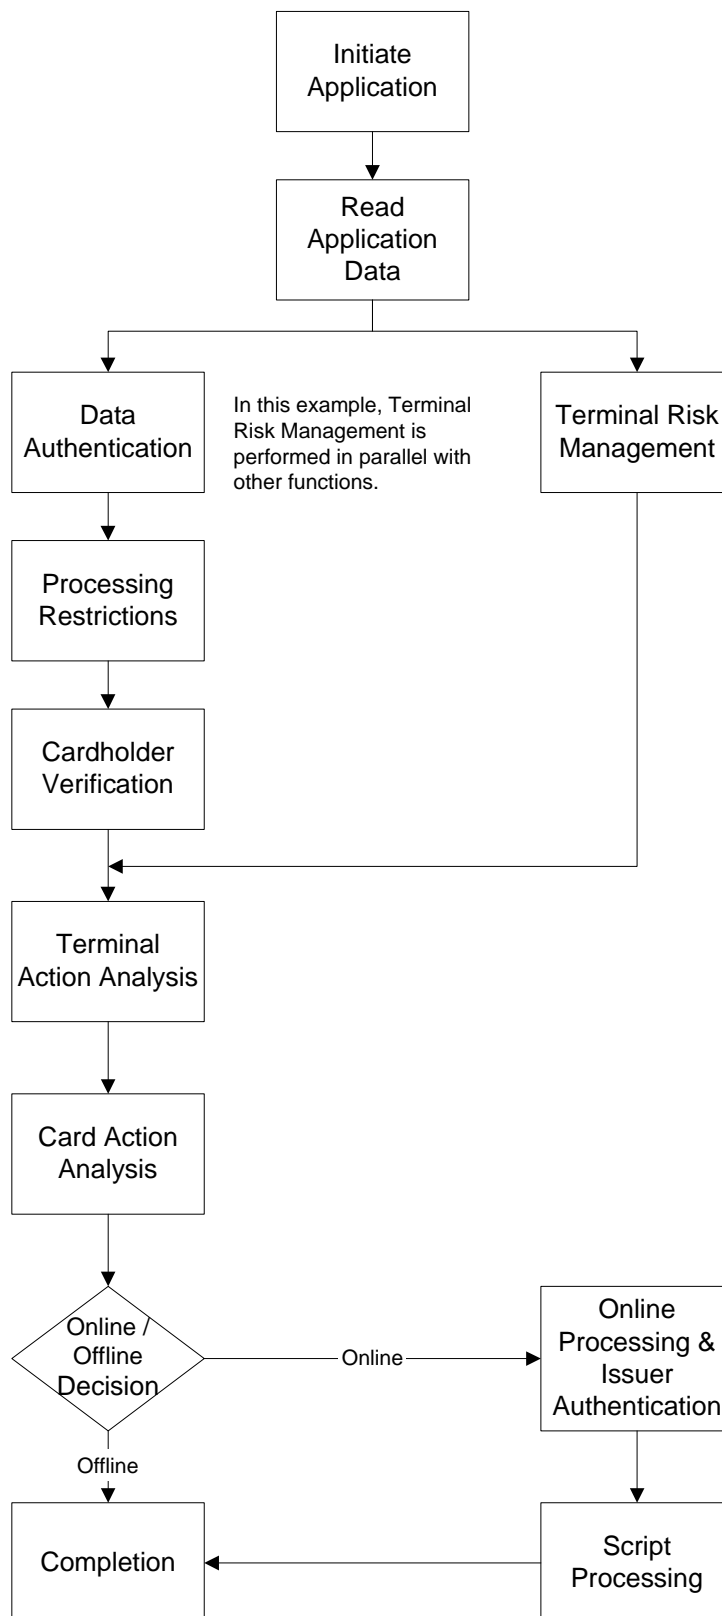 Initiate
Application
Read
Application
Data
Data
Authentication
In this example, Terminal
Risk Management is
performed in parallel with
other functions.
Terminal Risk
Management
Processing
Restrictions
Cardholder
Verification
Terminal
Action Analysis
Card Action
Analysis
Online /
Offline
Decision
Online
Online
Processing &
Issuer
Authentication
Offline
Completion
Script
Processing